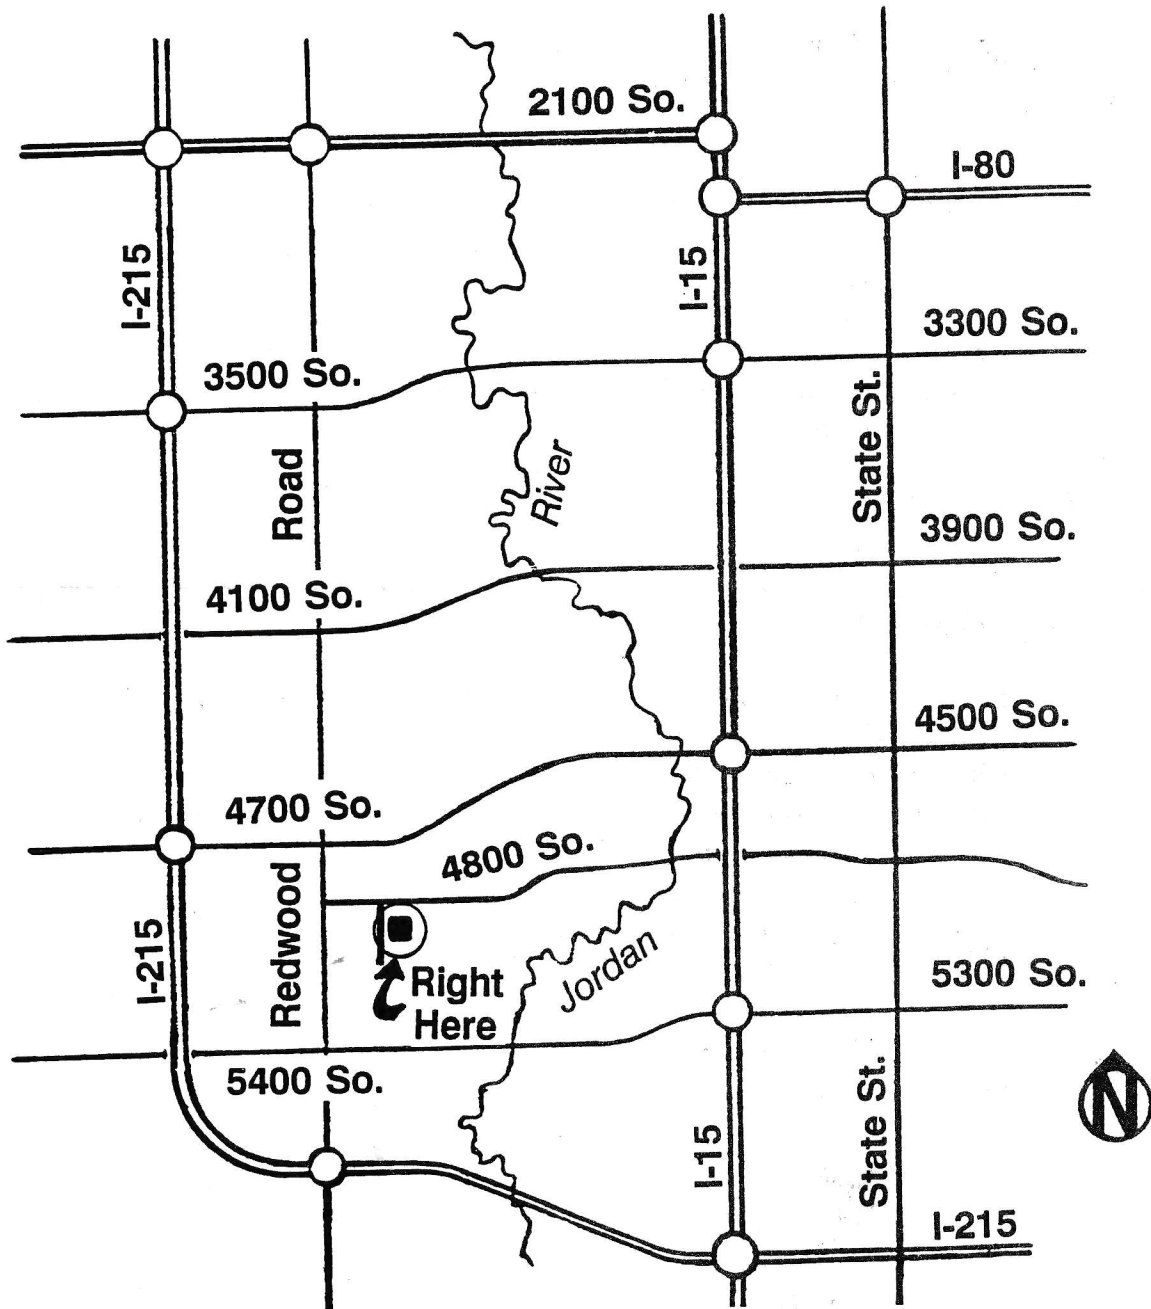 2100 So.
I-80
I-215
I-15
3300 So.
3500 So.
State St.
Road
River
3900 So.
4100 So.
4500 So.
4700 So.
4800 So.
Redwood
I-215
Jordan
5300 So.
Right
Here
5400 So.
N
I-15
State St.
I-215